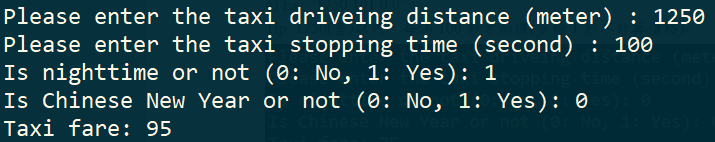 Please enter the taxi driveing distance (meter) : 1250
Please enter the taxi stopping time (second) : 100
Is nighttime or not (0: No, 1: Yes): 1
Is Chinese New Year or not (0: No, 1: Yes): 0
Taxi fare: 95